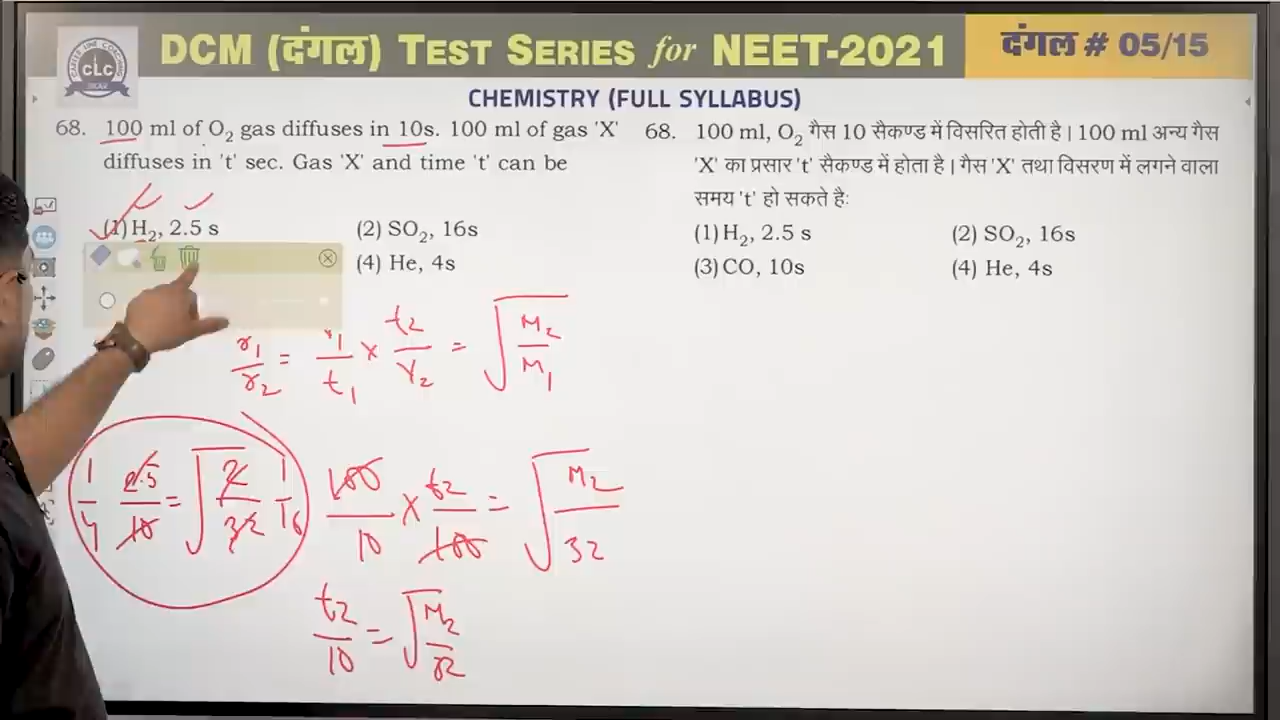 DCM (दंगल) TEST SERIES for NEET-2021
दंगल # 05/15
CLC
CHEMISTRY (FULL SYLLABUS)
68. 100 ml of O₂ gas diffuses in 10s. 100 ml of gas 'X'
diffuses in 't' sec. Gas 'X' and time 't' can be
(1) H₂, 2.5 s
(2) SO₂, 16s
(4) He, 4s
68. 100 ml, O₂ गैस 10 सैकण्ड में विसरित होती है। 100 ml अन्य गैस
'X' का प्रसार 't' सैकण्ड में होता है। गैस 'X' तथा विसरण में लगने वाला
समय 't' हो सकते हैः
(1) H₂, 2.5 s
(2) SO₂, 16s
(3) CO, 10s
(4) He, 4s
r₁/r₂ = V₁/t₁ × t₂/V₂ = √(M₂/M₁)
1/4 2.5/10 = √(2/32) 1/16
100/10 × t₂/100 = √(M₂/32)
t₂/10 = √(M₂/32)